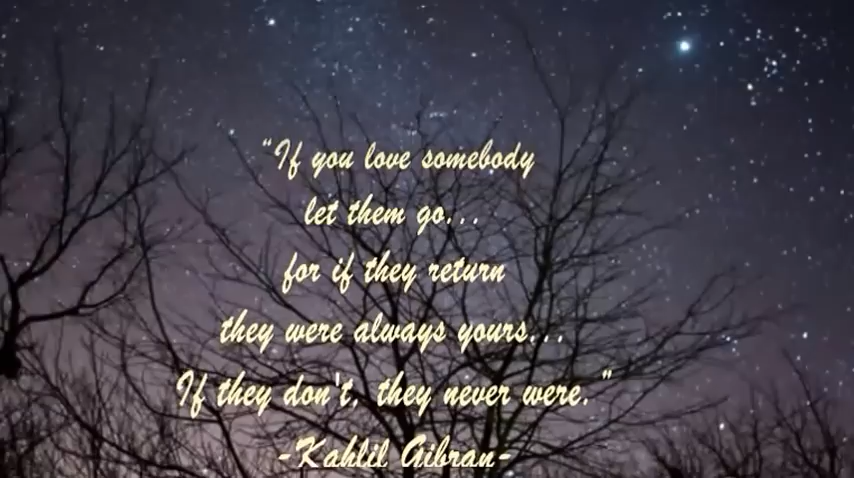 "If you love somebody
let them go...
for if they return
they were always yours...
If they don't, they never were."
-Kahlil Gibran-